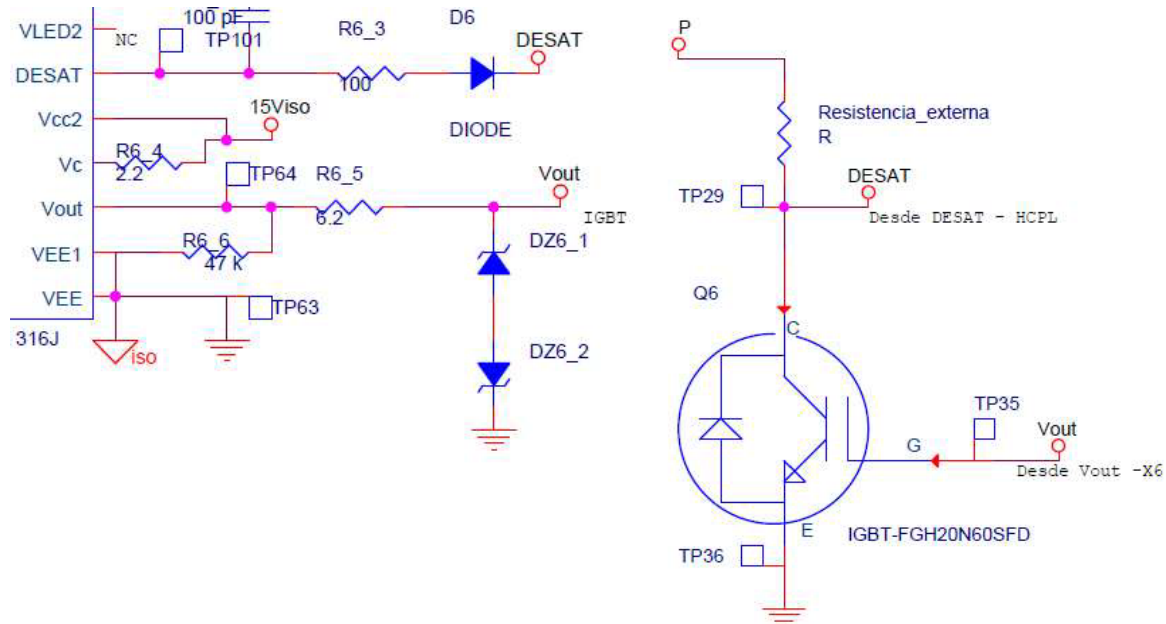 VLED2
NC
100 pF
TP101
R6_3
100
D6
DESAT
DESAT
Vcc2
15Viso
DIODE
Vc
R6_4
2.2
TP64
R6_5
6.2
Vout
Vout
IGBT
VEE1
R6_6
47 k
DZ6_1
VEE
TP63
316J
iso
DZ6_2
P
Resistencia_externa
R
TP29
DESAT
Desde DESAT - HCPL
Q6
C
TP35
Vout
G
Desde Vout -X6
E
IGBT-FGH20N60SFD
TP36